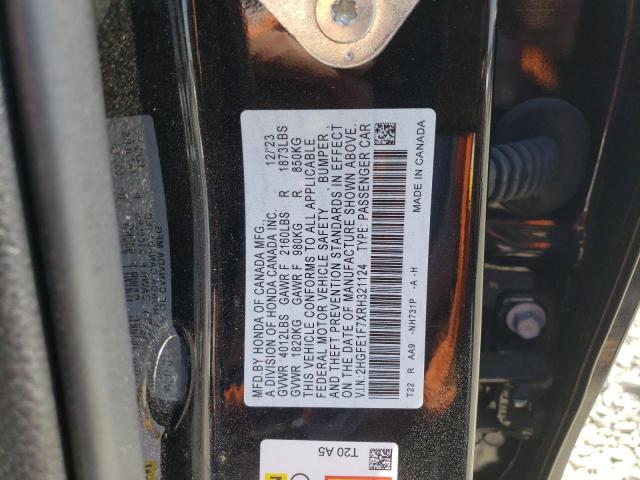 MFD.BY HONDA OF CANADA MFG. 12/23
A DIVISION OF HONDA CANADA INC.
GVWR 4012LBS GAWR F 2160LBS R 1873LBS
GVWR 1820KG GAWR F 980KG R 850KG
THIS VEHICLE CONFORMS TO ALL APPLICABLE
FEDERAL MOTOR VEHICLE SAFETY BUMPER,
AND THEFT PREVENTION STANDARDS IN EFFECT
ON THE DATE OF MANUFACTURE SHOWN ABOVE.
V.I.N: 2HGFE1F7XRH321124 TYPE: PASSENGER CAR
T22 R AA9 -NH731P -A -H
MADE IN CANADA
T20 A5